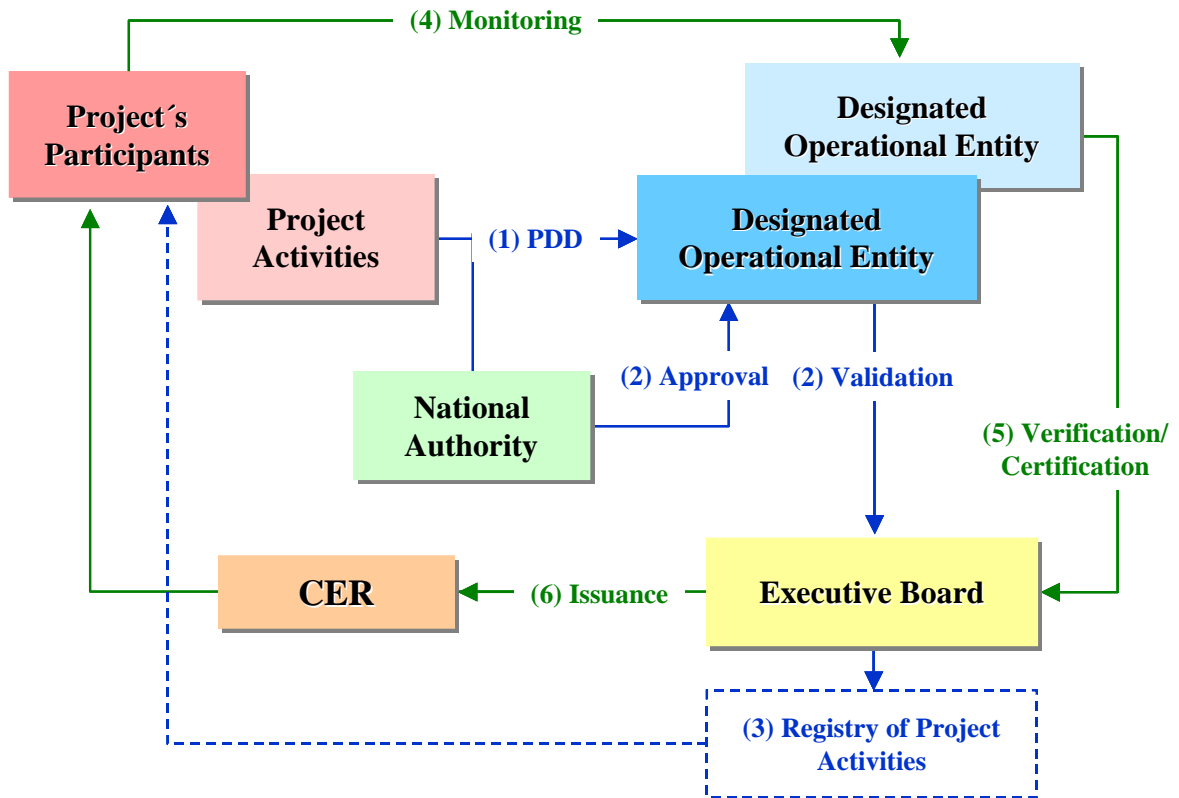 (4) Monitoring
Project´s
Participants
Designated
Operational Entity
Project
Activities
(1) PDD
Designated
Operational Entity
(2) Approval
(2) Validation
National
Authority
(5) Verification/
Certification
CER
(6) Issuance
Executive Board
(3) Registry of Project
Activities